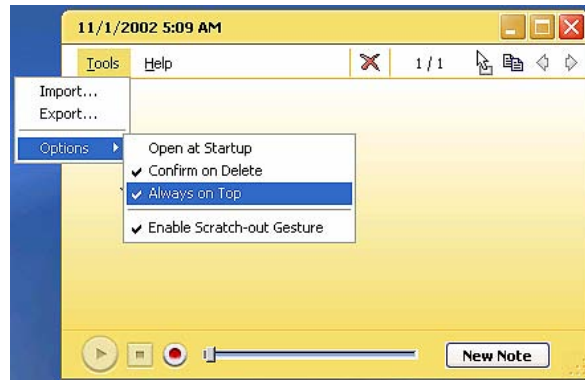 11/1/2002 5:09 AM
Tools Help 1 / 1
Import...
Export...
Options
Open at Startup
Confirm on Delete
Always on Top
Enable Scratch-out Gesture
New Note